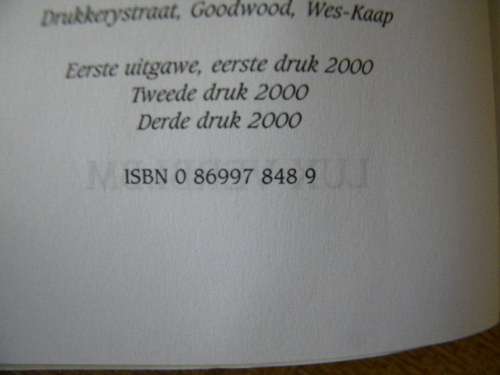 Drukkerystraat, Goodwood, Wes-Kaap
Eerste uitgawe, eerste druk 2000
Tweede druk 2000
Derde druk 2000
ISBN 0 86997 848 9